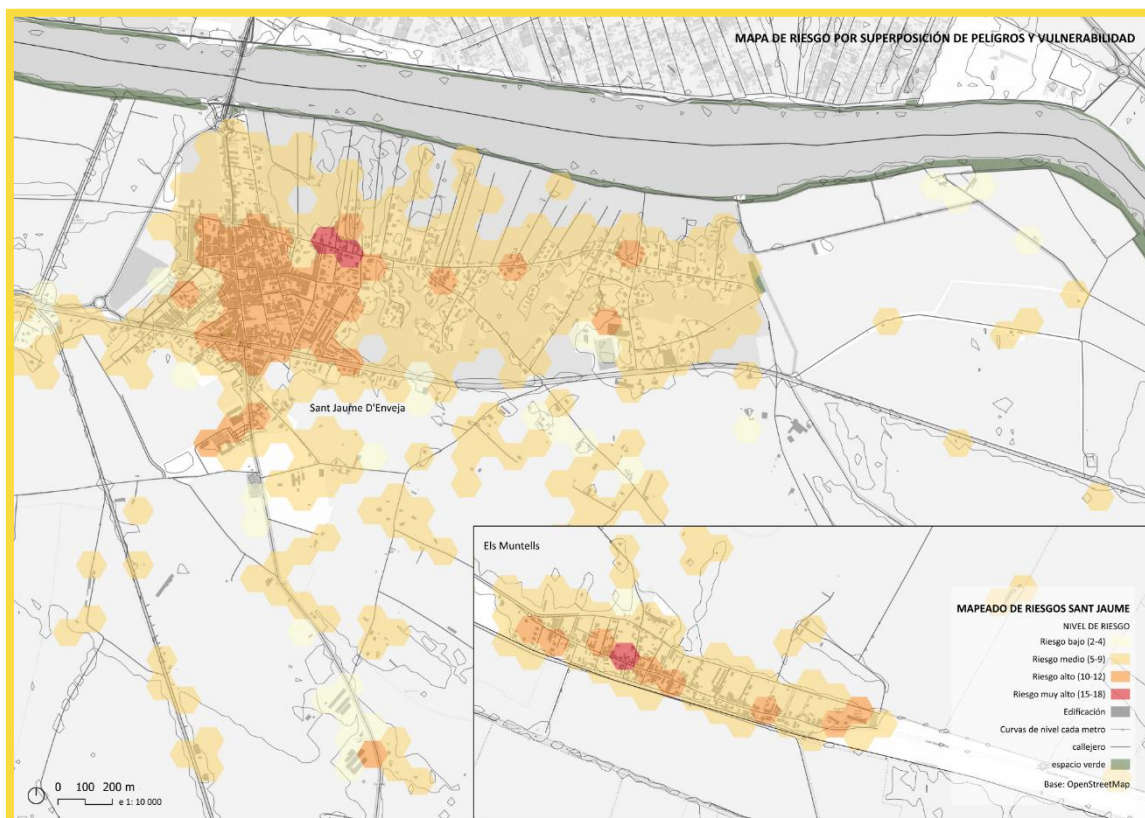 MAPA DE RIESGO POR SUPERPOSICIÓN DE PELIGROS Y VULNERABILIDAD
Sant Jaume D'Enveja
Els Muntells
MAPEADO DE RIESGOS SANT JAUME
NIVEL DE RIESGO
Riesgo bajo (2-4)
Riesgo medio (5-9)
Riesgo alto (10-12)
Riesgo muy alto (15-18)
Edificación
Curvas de nivel cada metro
callejero
espacio verde
Base: OpenStreetMap
0 100 200 m
e 1: 10 000